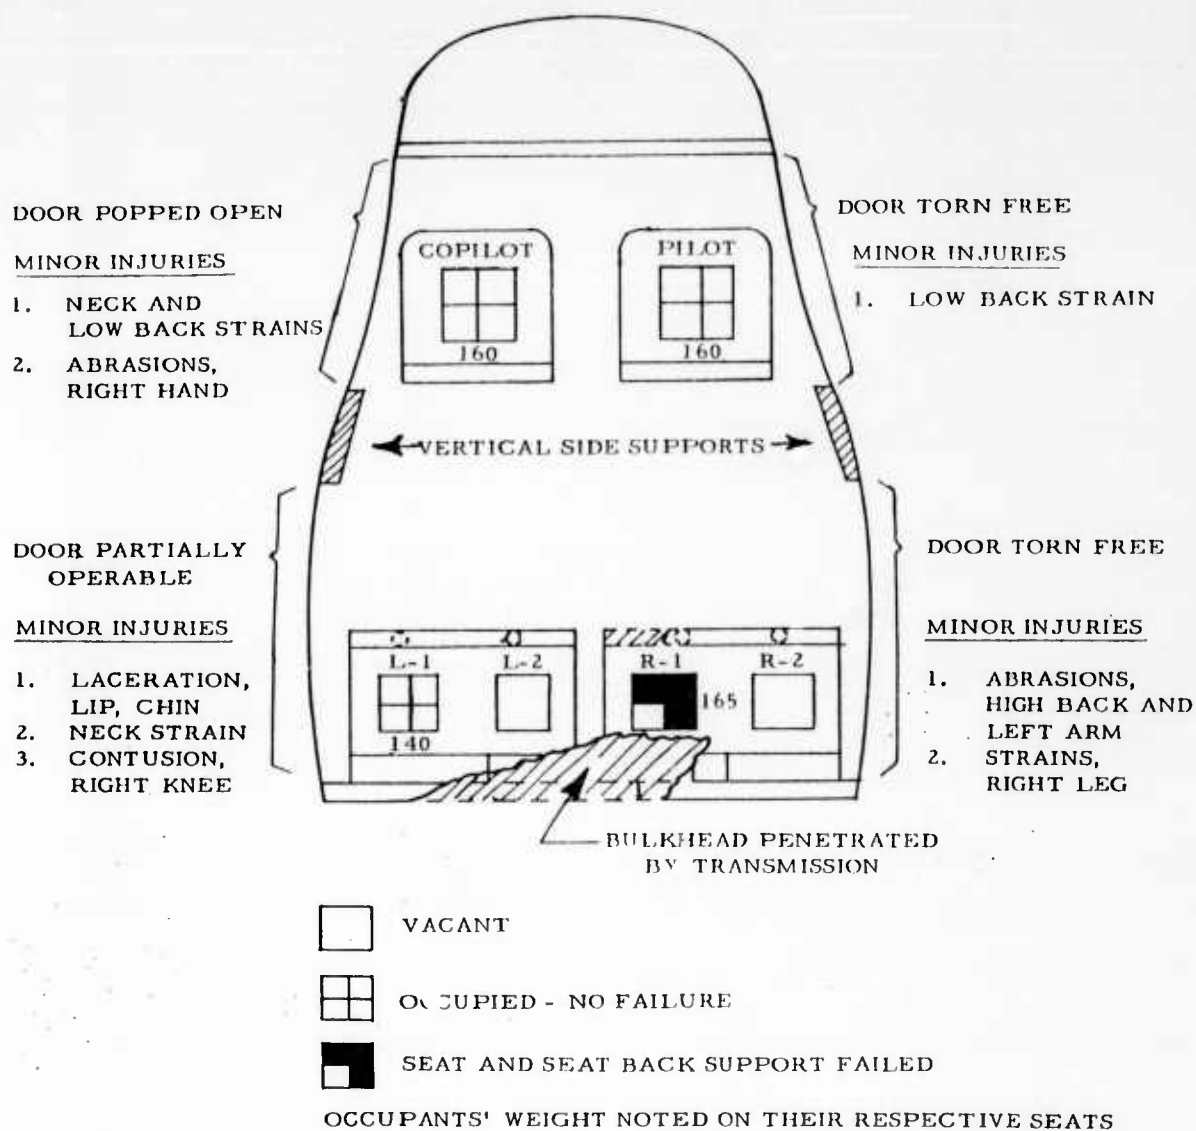 DOOR POPPED OPEN
MINOR INJURIES
1. NECK AND
LOW BACK STRAINS
2. ABRASIONS,
RIGHT HAND
DOOR TORN FREE
MINOR INJURIES
1. LOW BACK STRAIN
COPILOT
160
PILOT
160
VERTICAL SIDE SUPPORTS
DOOR PARTIALLY
OPERABLE
MINOR INJURIES
1. LACERATION,
LIP, CHIN
2. NECK STRAIN
3. CONTUSION,
RIGHT KNEE
L-1
140
L-2
R-1
165
R-2
DOOR TORN FREE
MINOR INJURIES
1. ABRASIONS,
HIGH BACK AND
LEFT ARM
2. STRAINS,
RIGHT LEG
BULKHEAD PENETRATED
BY TRANSMISSION
VACANT
OCCUPIED - NO FAILURE
SEAT AND SEAT BACK SUPPORT FAILED
OCCUPANTS' WEIGHT NOTED ON THEIR RESPECTIVE SEATS